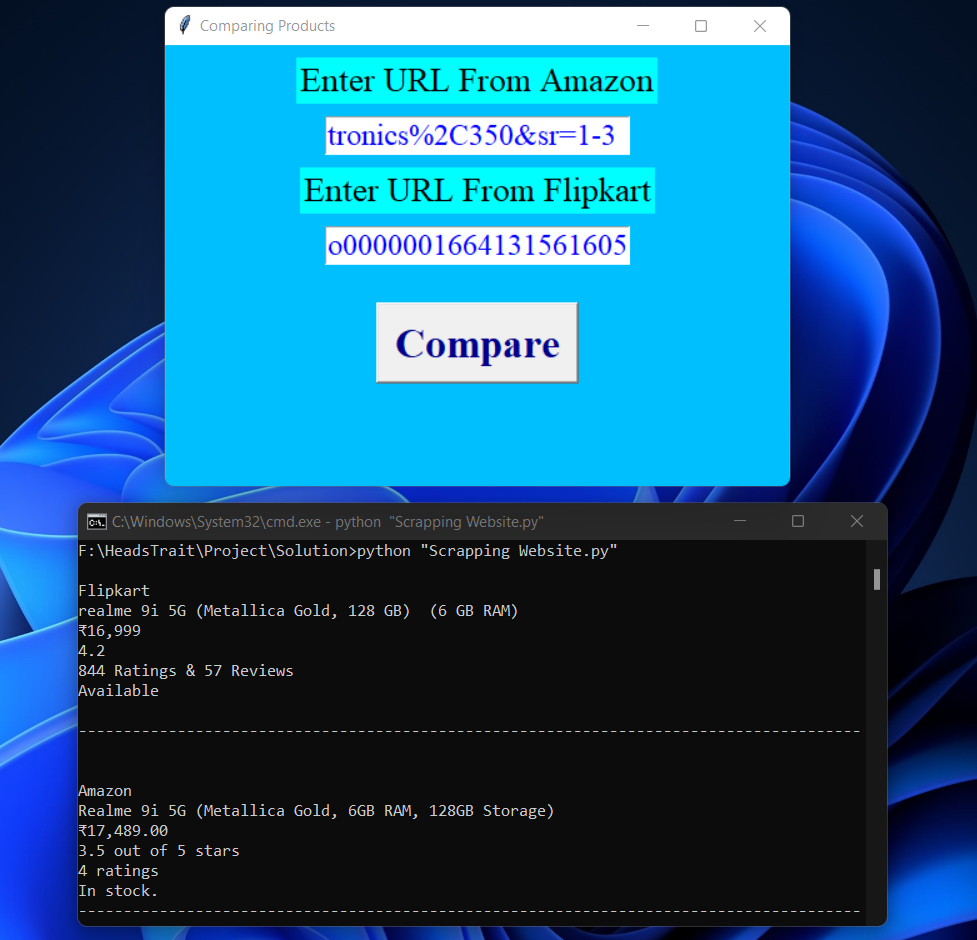 Comparing Products
Enter URL From Amazon
tronics%2C350&sr=1-3
Enter URL From Flipkart
o0000001664131561605
Compare
C:\Windows\System32\cmd.exe - python  "Scrapping Website.py"
F:\HeadsTrait\Project\Solution>python "Scrapping Website.py"
Flipkart
realme 9i 5G (Metallica Gold, 128 GB)  (6 GB RAM)
₹16,999
4.2
844 Ratings & 57 Reviews
Available
---------------------------------------------------------------------------------------
Amazon
Realme 9i 5G (Metallica Gold, 6GB RAM, 128GB Storage)
₹17,489.00
3.5 out of 5 stars
4 ratings
In stock.
---------------------------------------------------------------------------------------